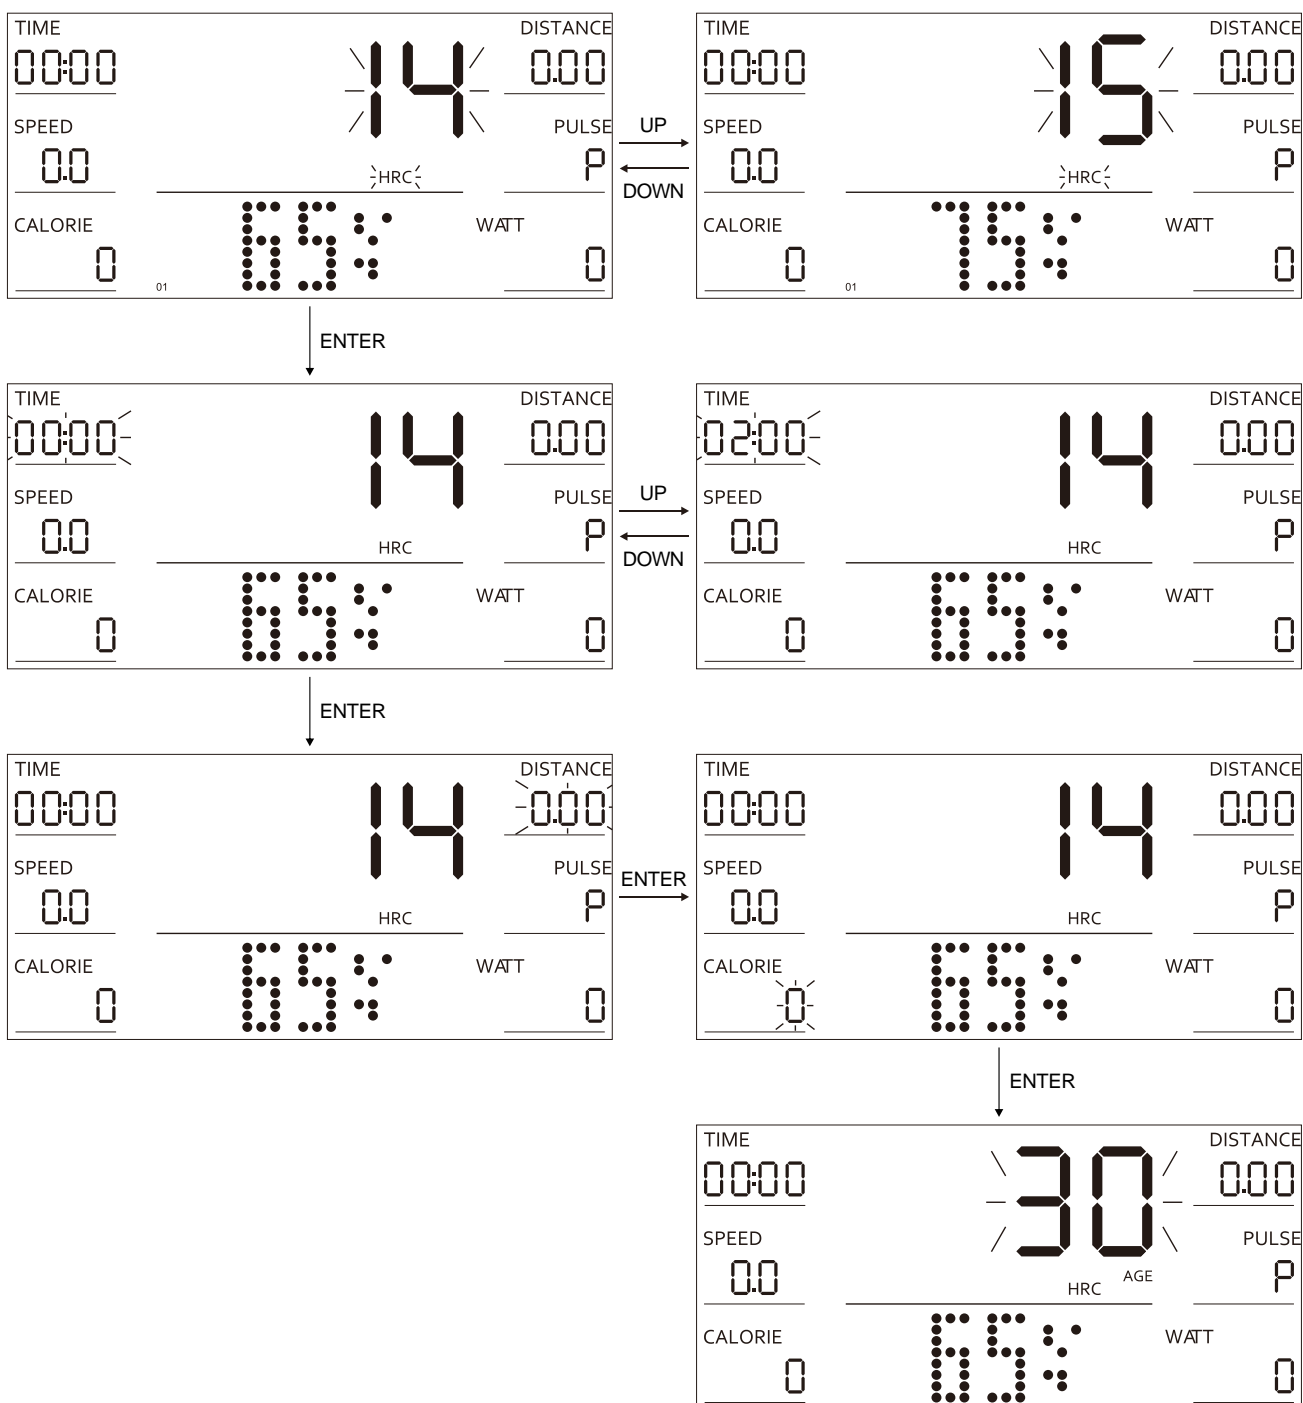 TIME DISTANCE
00:00 14 0.00
SPEED PULSE
0.0 P
HRC
CALORIE 65% WATT
0 0
01
UP
DOWN
TIME DISTANCE
00:00 15 0.00
SPEED PULSE
0.0 P
HRC
CALORIE 75% WATT
0 0
01
ENTER
TIME DISTANCE
00:00 14 0.00
SPEED PULSE
0.0 P
HRC
CALORIE 65% WATT
0 0
UP
DOWN
TIME DISTANCE
02:00 14 0.00
SPEED PULSE
0.0 P
HRC
CALORIE 65% WATT
0 0
ENTER
TIME DISTANCE
00:00 14 0.00
SPEED PULSE
0.0 P
HRC
CALORIE 65% WATT
0 0
ENTER
TIME DISTANCE
00:00 14 0.00
SPEED PULSE
0.0 P
HRC
CALORIE 65% WATT
0 0
ENTER
TIME DISTANCE
00:00 30 0.00
SPEED PULSE
0.0 P
HRC AGE
CALORIE 65% WATT
0 0